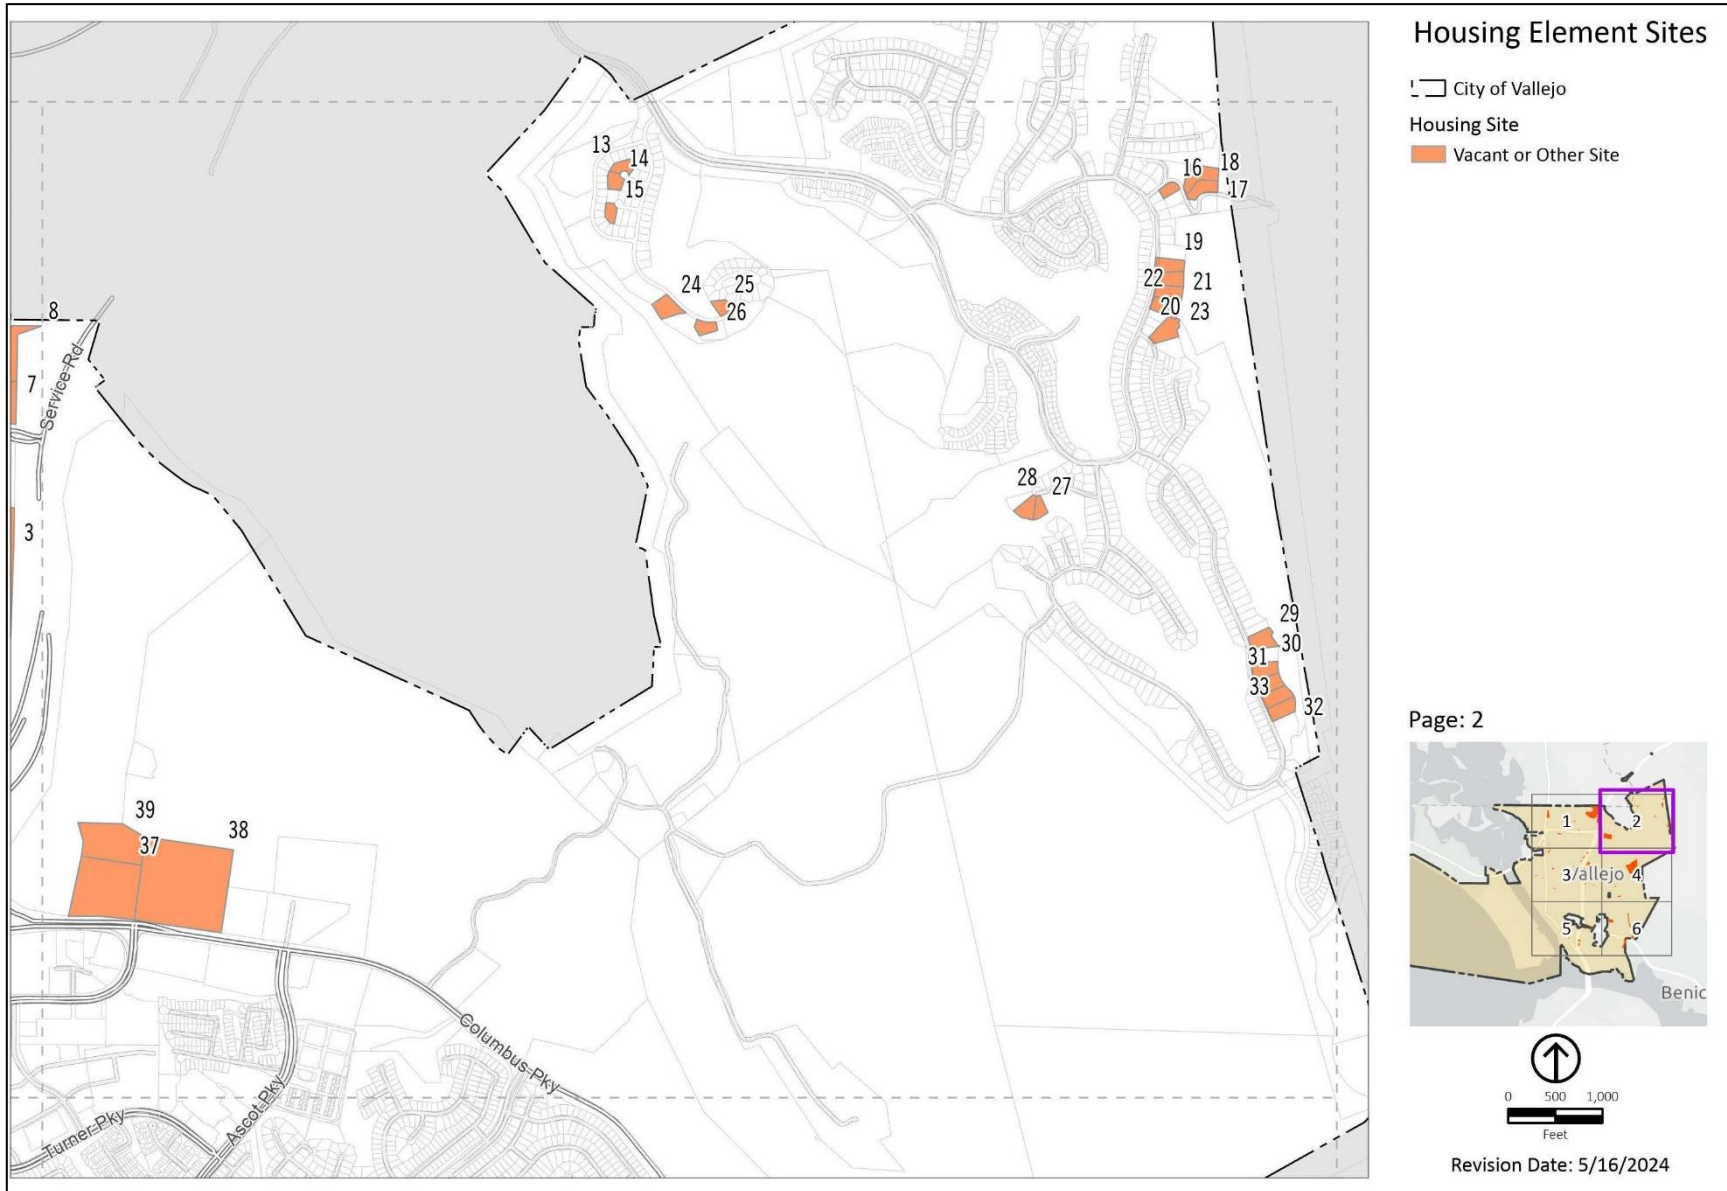 Housing Element Sites
City of Vallejo
Housing Site
Vacant or Other Site
13
14
15
16
18
17
19
22
21
20
23
24
25
26
8
7
Service Rd
3
28
27
29
30
31
33
32
39
37
38
Columbus Pky
Ascot Pky
Turner Pky
Page: 2
1
2
3
Vallejo
4
5
6
Benic
0 500 1,000
Feet
Revision Date: 5/16/2024